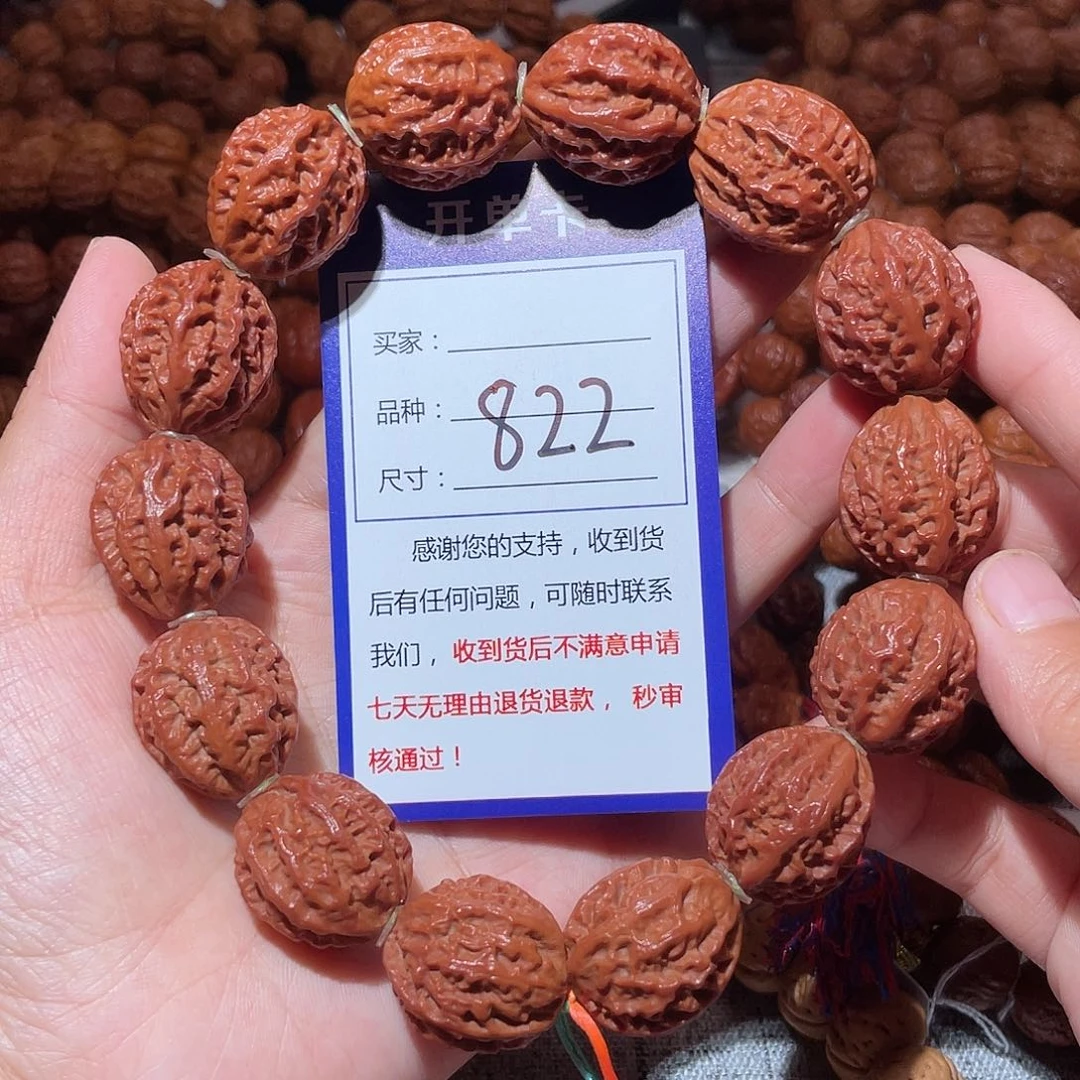 开单卡
买家：
品种：
822
尺寸：
感谢您的支持，收到货
后有任何问题，可随时联系
我们，收到货后不满意申请
七天无理由退货退款，秒审
核通过！